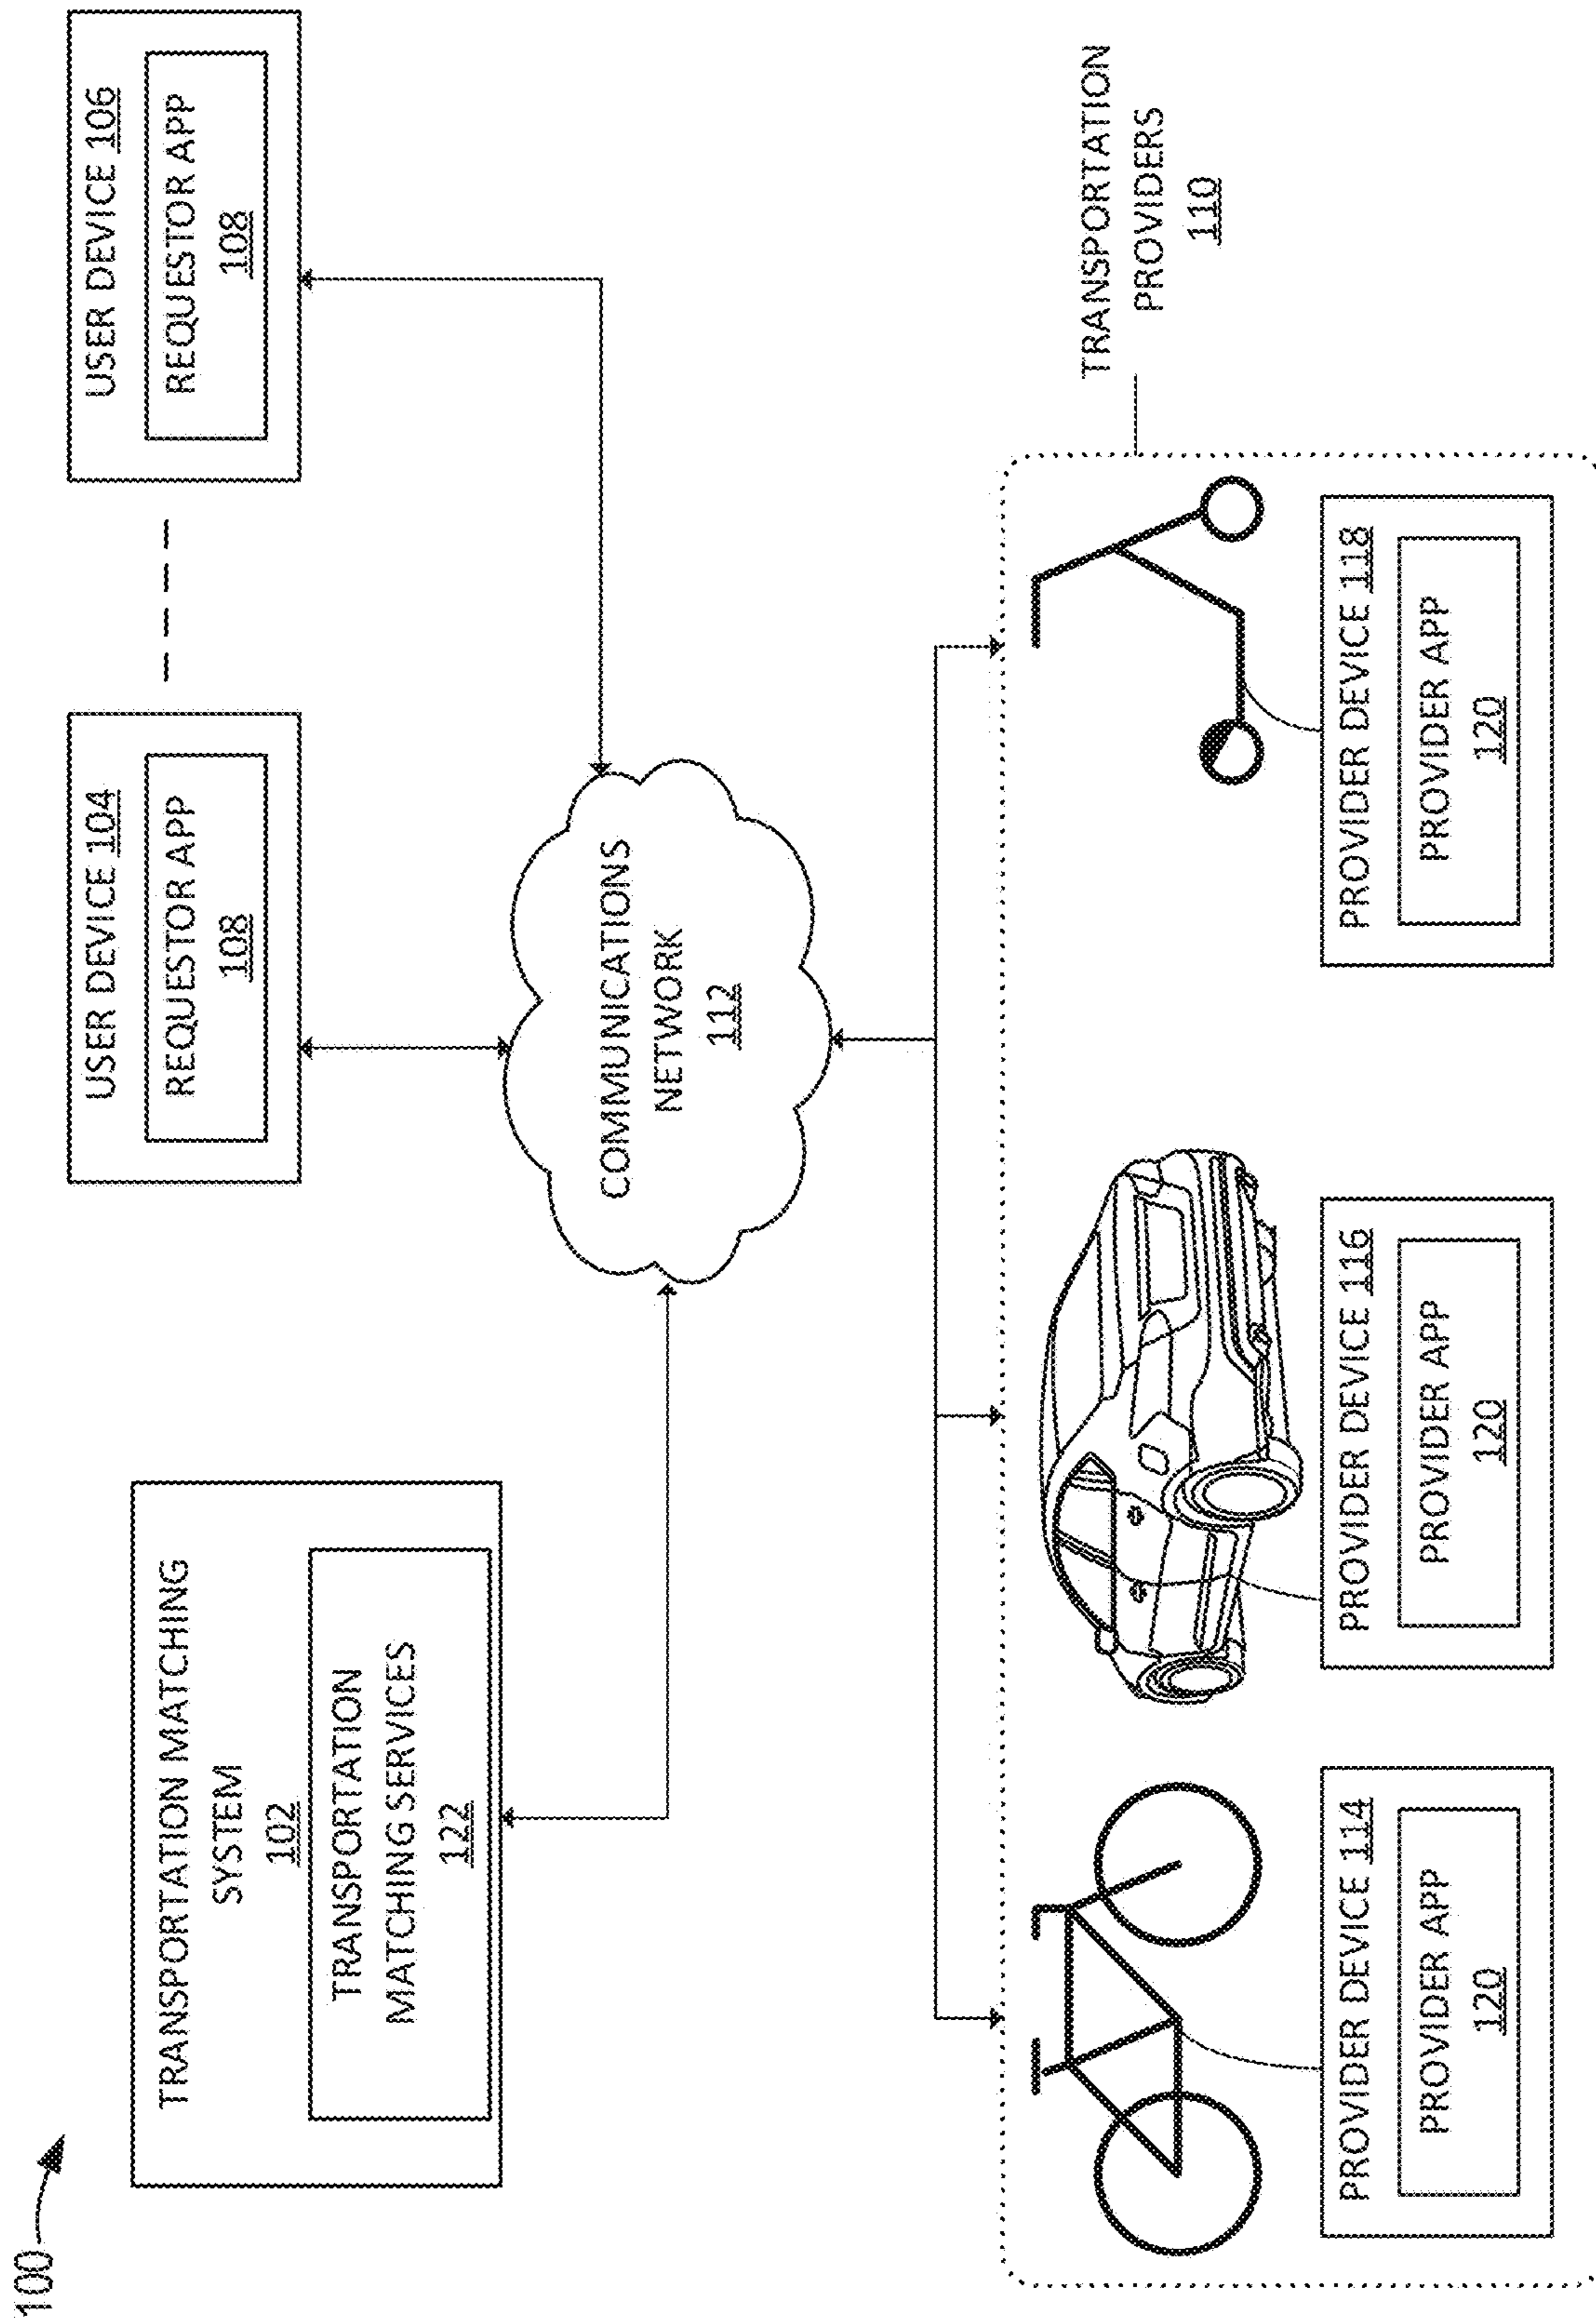 100
TRANSPORTATION MATCHING
SYSTEM
102
TRANSPORTATION
MATCHING SERVICES
122
USER DEVICE 104
REQUESTOR APP
108
USER DEVICE 106
REQUESTOR APP
108
COMMUNICATIONS
NETWORK
112
TRANSPORTATION
PROVIDERS
110
PROVIDER DEVICE 114
PROVIDER APP
120
PROVIDER DEVICE 116
PROVIDER APP
120
PROVIDER DEVICE 118
PROVIDER APP
120